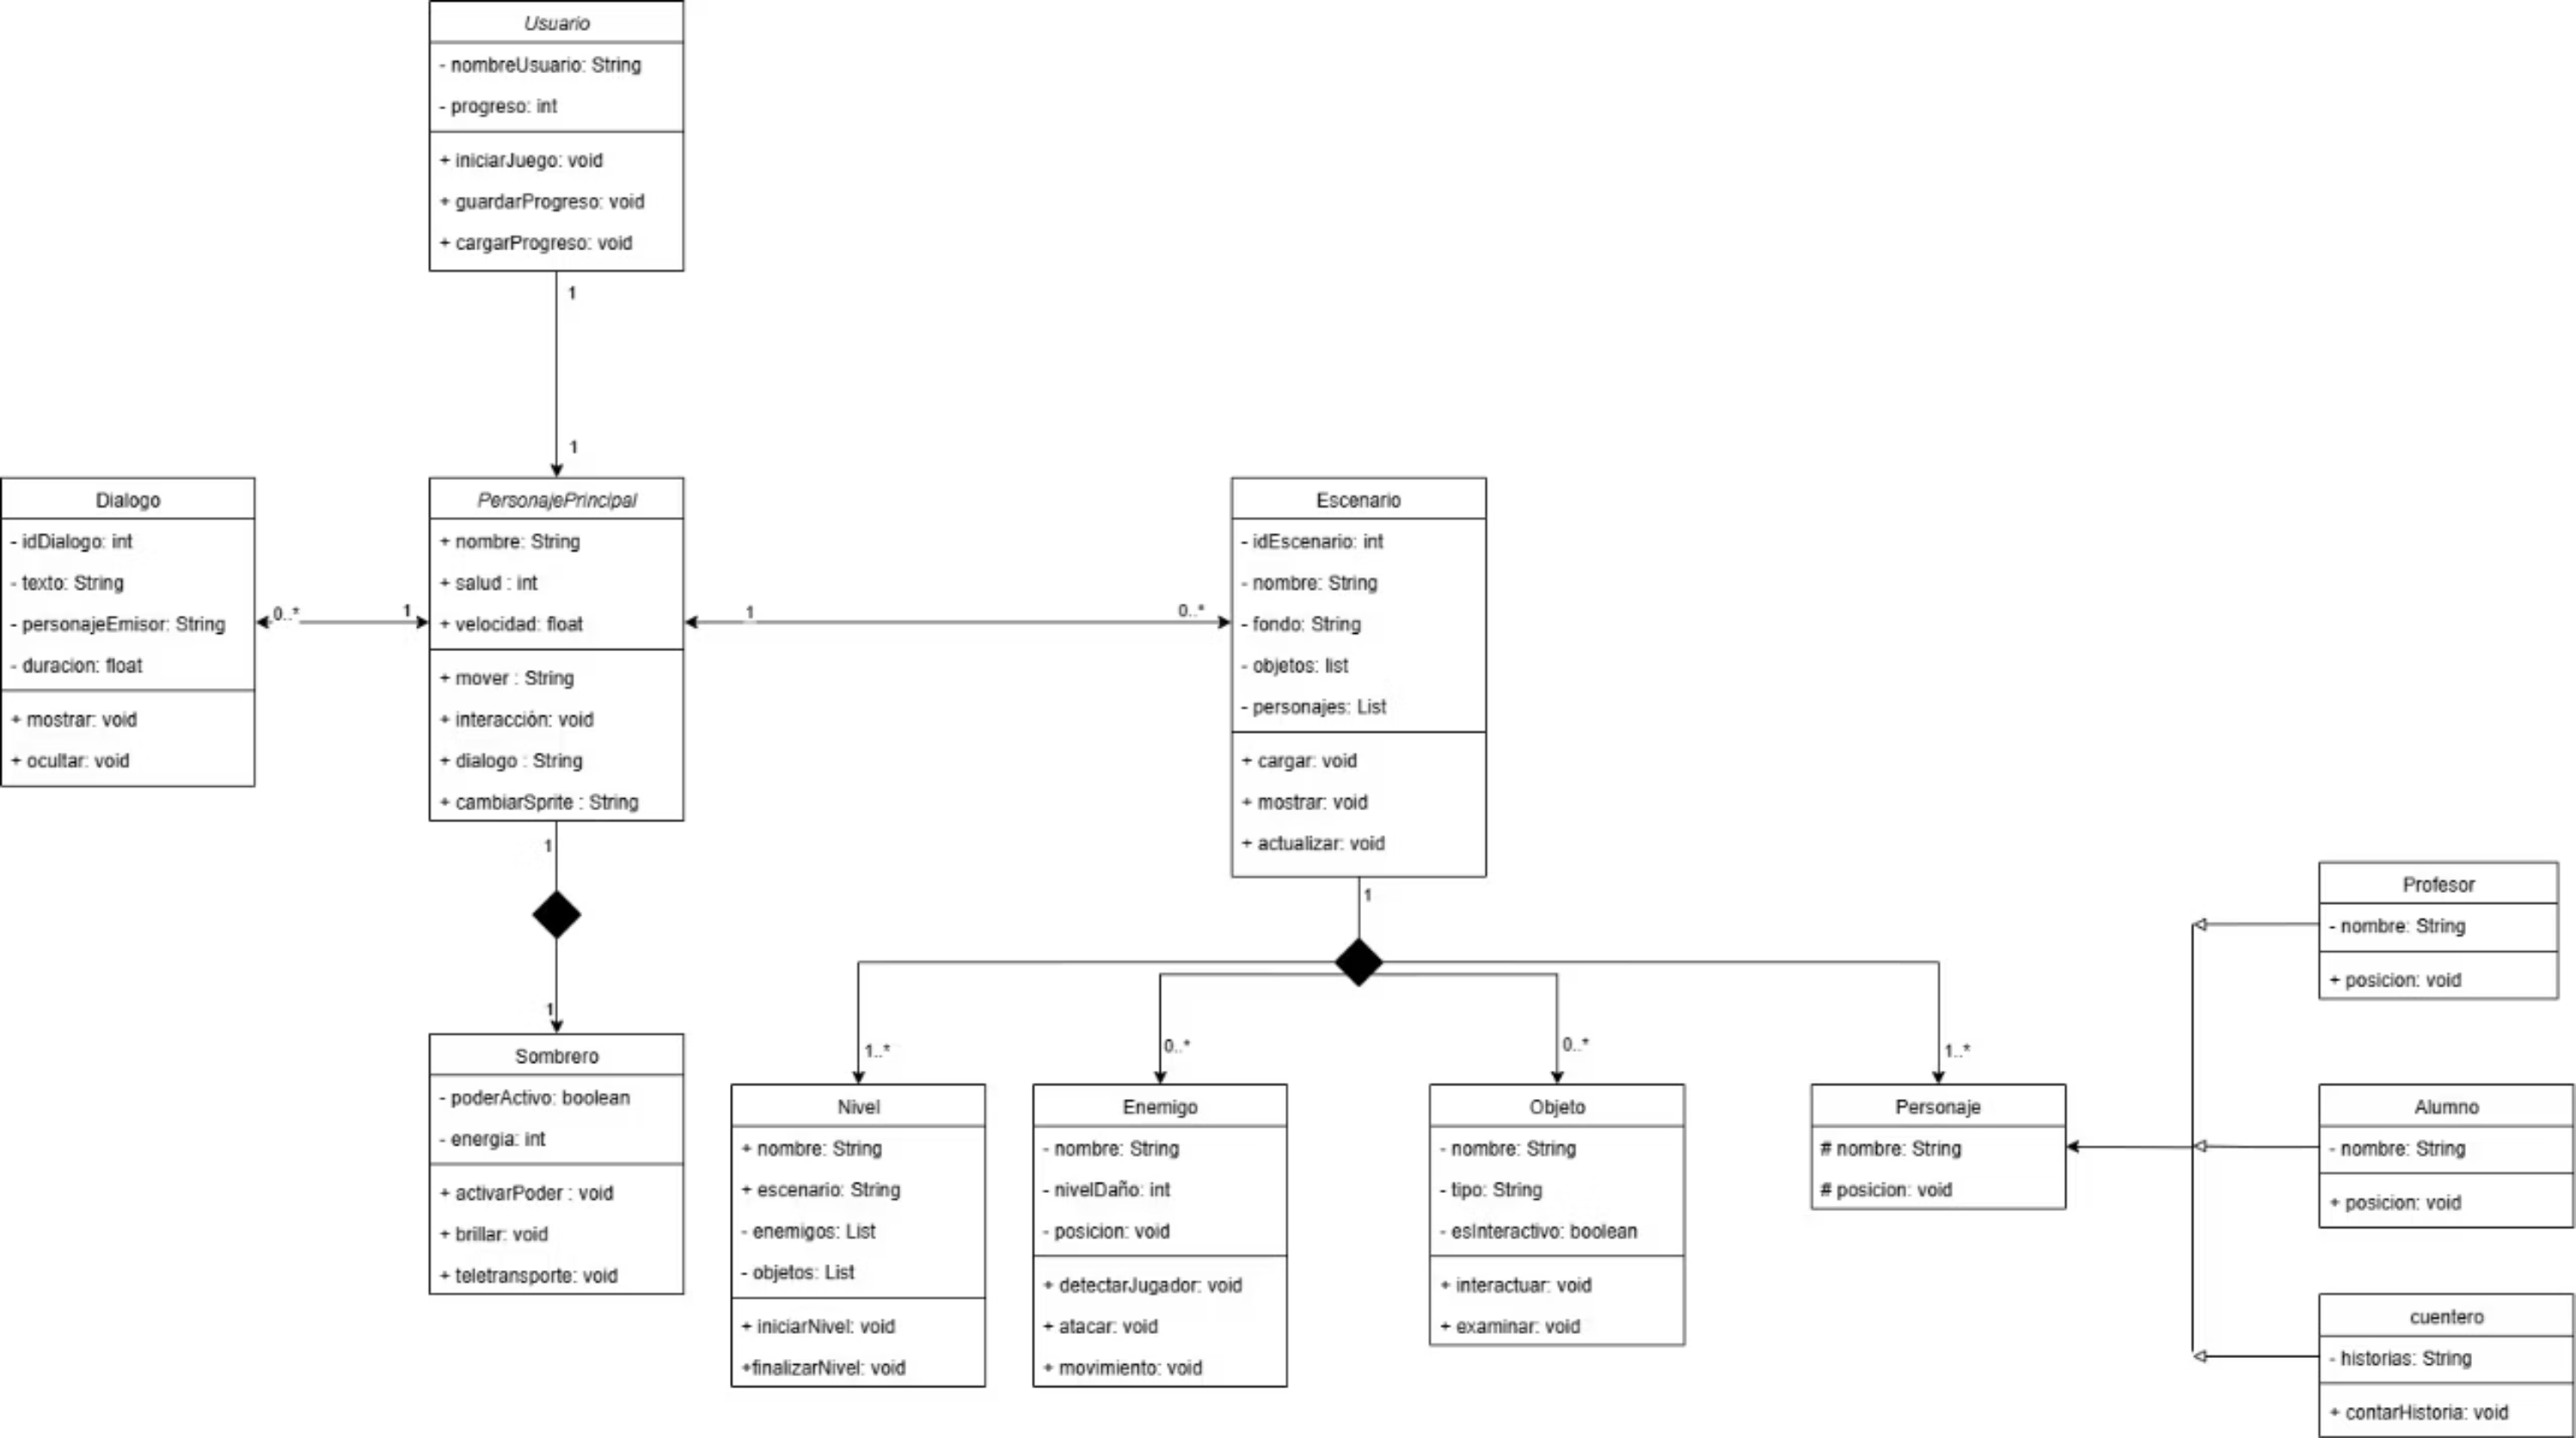 Usuario
- nombreUsuario: String
- progreso: int
+ iniciarJuego: void
+ guardarProgreso: void
+ cargarProgreso: void
1
1
Dialogo
- idDialogo: int
- texto: String
- personajeEmisor: String
- duracion: float
+ mostrar: void
+ ocultar: void
0..*
1
PersonajePrincipal
+ nombre: String
+ salud : int
+ velocidad: float
+ mover : String
+ interacción: void
+ dialogo : String
+ cambiarSprite : String
1
0..*
Escenario
- idEscenario: int
- nombre: String
- fondo: String
- objetos: list
- personajes: List
+ cargar: void
+ mostrar: void
+ actualizar: void
1
1
Sombrero
- poderActivo: boolean
- energia: int
+ activarPoder : void
+ brillar: void
+ teletransporte: void
1
1..*
0..*
0..*
1..*
Nivel
+ nombre: String
+ escenario: String
- enemigos: List
- objetos: List
+ iniciarNivel: void
+finalizarNivel: void
Enemigo
- nombre: String
- nivelDaño: int
- posicion: void
+ detectarJugador: void
+ atacar: void
+ movimiento: void
Objeto
- nombre: String
- tipo: String
- esInteractivo: boolean
+ interactuar: void
+ examinar: void
Personaje
# nombre: String
# posicion: void
Profesor
- nombre: String
+ posicion: void
Alumno
- nombre: String
+ posicion: void
cuentero
- historias: String
+ contarHistoria: void